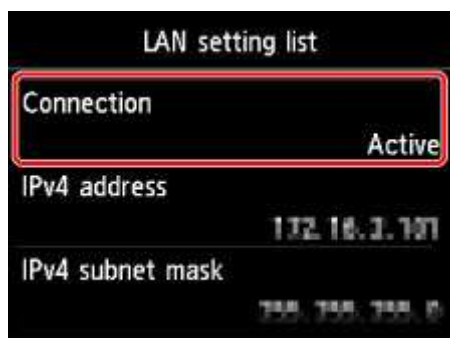 LAN setting list
Connection
Active
IPv4 address
IPv4 subnet mask